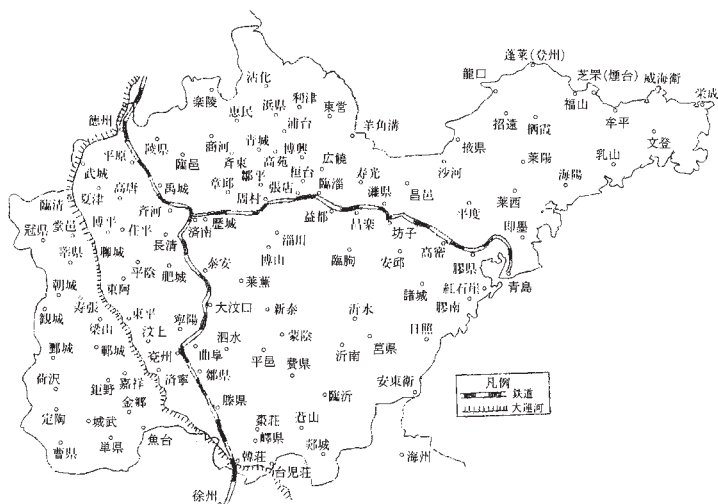 蓬莱(登州)
龍口
芝罘(煙台)
威海衛
栄成
沾化
楽陵
利津
浜県
東営
惠民
福山
牟平
徳州
蒲台
羊角溝
招遠
栖霞
文登
陵県
商河
青城
博興
掖県
平原
臨邑
斉東
高苑
広饒
沙河
莱陽
乳山
武城
鄒平
桓台
寿光
海陽
夏津
高唐
禹城
章邱
張店
臨淄
濰県
昌邑
臨清
周村
莱西
冠県
堂邑
博平
斉河
済南
歴城
益都
昌楽
平度
即墨
茌平
坊子
莘県
聊城
長清
淄川
高密
博山
臨朐
安邱
膠県
朝城
平陰
肥城
泰安
青島
東阿
莱蕪
諸城
紅石崖
寿張
膠南
観城
東平
寧陽
大汶口
新泰
沂水
梁山
汶上
日照
鄄城
鄆城
泗水
蒙陰
莒県
兗州
曲阜
沂南
平邑
荷沢
鉅野
嘉祥
済寧
鄒県
費県
安東衛
金郷
臨沂
凡例
鉄道
大運河
定陶
城武
滕県
棗荘
蒼山
魚台
嶧県
曹県
単県
郯城
韓荘
台児荘
海州
徐州